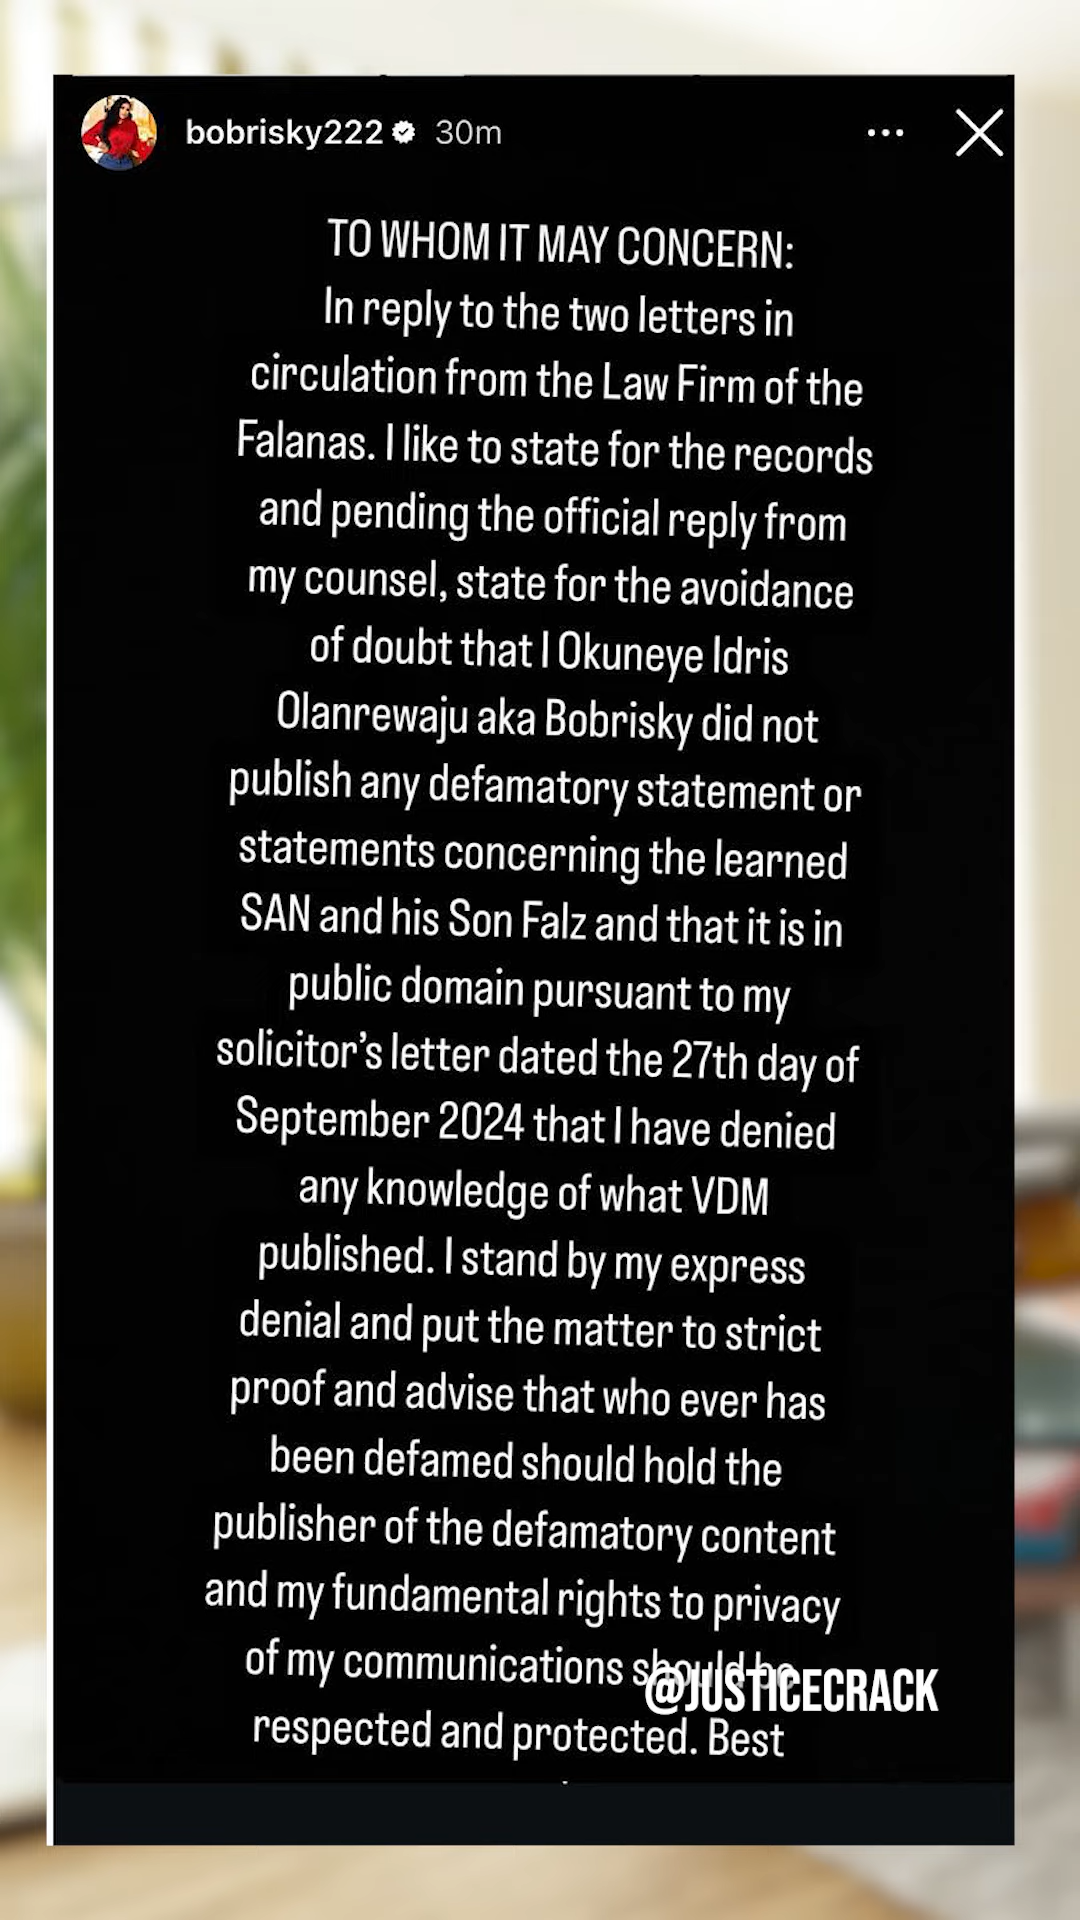 bobrisky222 30m
TO WHOM IT MAY CONCERN:
In reply to the two letters in
circulation from the Law Firm of the
Falanas. I like to state for the records
and pending the official reply from
my counsel, state for the avoidance
of doubt that I Okuneye Idris
Olanrewaju aka Bobrisky did not
publish any defamatory statement or
statements concerning the learned
SAN and his Son Falz and that it is in
public domain pursuant to my
solicitor's letter dated the 27th day of
September 2024 that I have denied
any knowledge of what VDM
published. I stand by my express
denial and put the matter to strict
proof and advise that who ever has
been defamed should hold the
publisher of the defamatory content
and my fundamental rights to privacy
of my communications should be
@JUSTICECRACK
respected and protected. Best